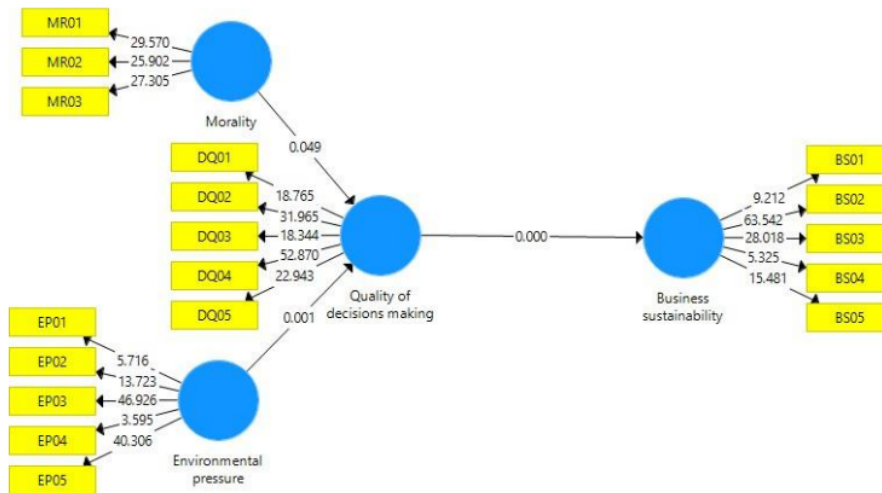 MR01
29.570
MR02
25.902
27.305
MR03
Morality
0.049
DQ01
DQ02
18.765
31.965
DQ03
18.344
DQ04
52.870
22.943
DQ05
Quality of
decisions making
0.000
Business
sustainability
BS01
9.212
BS02
63.542
28.018
BS03
5.325
BS04
15.481
BS05
0.001
EP01
5.716
EP02
13.723
EP03
46.926
3.595
EP04
40.306
EP05
Environmental
pressure